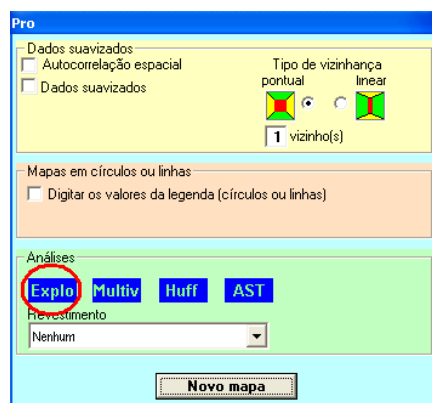 Pro
Dados suavizados
Autocorrelação espacial
Dados suavizados
Tipo de vizinhança
pontual linear
1 vizinho(s)
Mapas em círculos ou linhas
Digitar os valores da legenda (círculos ou linhas)
Análises
Explo Multiv Huff AST
Revestimento
Nenhum
Novo mapa